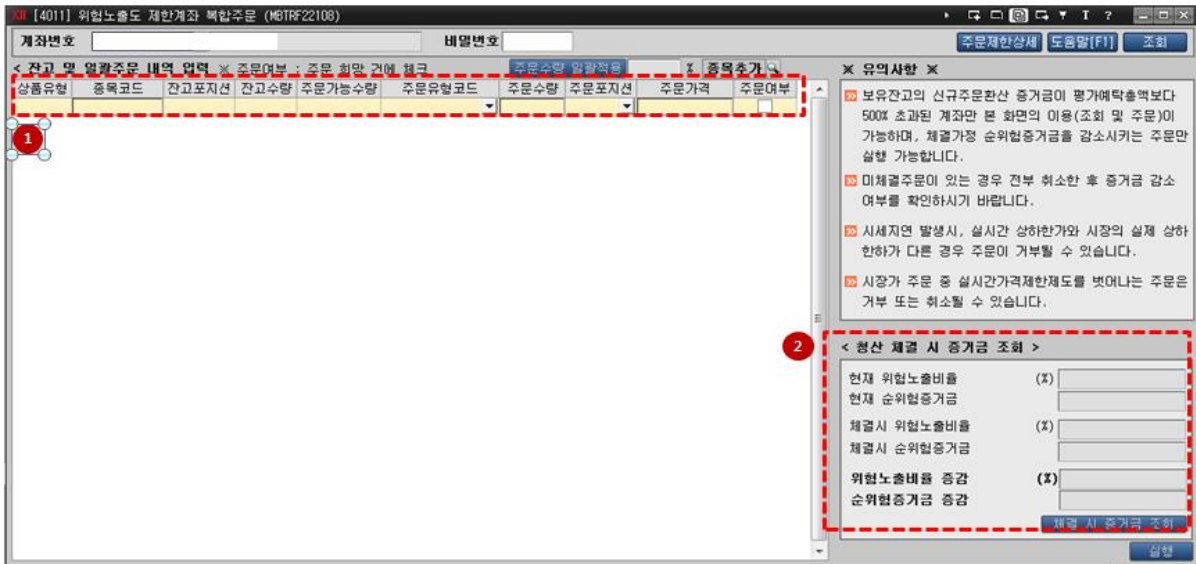 [4011] 위험노출도 제한계좌 복합주문 (MBTRF22108)
계좌번호 비밀번호 주문제한상세 도움말[F1] 조회
< 잔고 및 일괄주문 내역 입력 ※ 주문여부 : 주문 희망 건에 체크 주문수량 일괄적용 % 종목추가
상품유형 종목코드 잔고포지션 잔고수량 주문가능수량 주문유형코드 주문수량 주문포지션 주문가격 주문여부
1
※ 유의사항 ※
보유잔고의 신규주문환산 증거금이 평가예탁총액보다
500% 초과된 계좌만 본 화면의 이용(조회 및 주문)이
가능하며, 체결가정 순위험증거금을 감소시키는 주문만
실행 가능합니다.
미체결주문이 있는 경우 전부 취소한 후 증거금 감소
여부를 확인하시기 바랍니다.
시세지연 발생시, 실시간 상하한가와 시장의 실제 상하
한하가 다른 경우 주문이 거부될 수 있습니다.
시장가 주문 중 실시간가격제한제도를 벗어나는 주문은
거부 또는 취소될 수 있습니다.
2
< 청산 체결 시 증거금 조회 >
현재 위험노출비율 (%)
현재 순위험증거금
체결시 위험노출비율 (%)
체결시 순위험증거금
위험노출비율 증감 (%)
순위험증거금 증감
체결 시 증거금 조회
실행